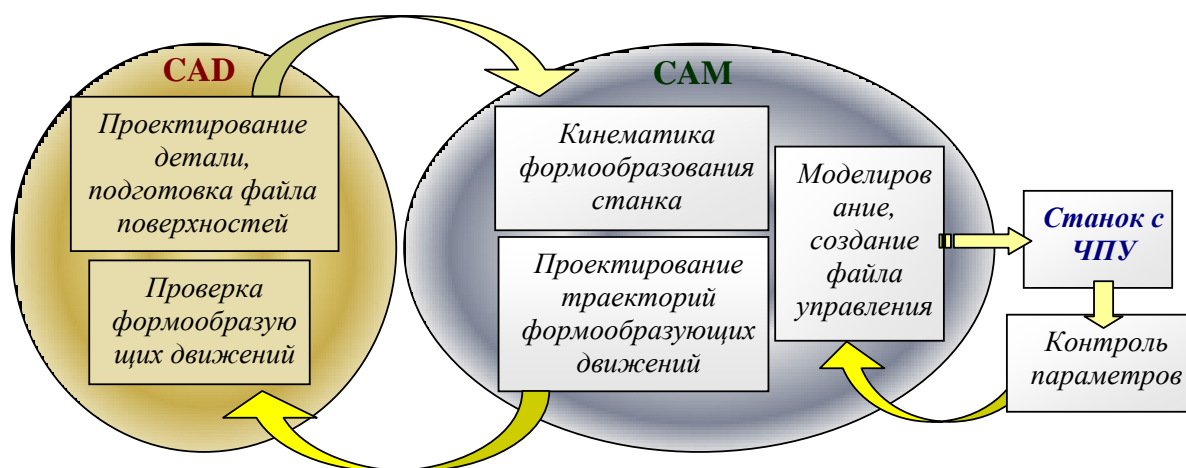 CAD
Проектирование
детали,
подготовка файла
поверхностей
Проверка
формообразую
щих движений
CAM
Кинематика
формообразования
станка
Проектирование
траекторий
формообразующих
движений
Моделиров
ание,
создание
файла
управления
Станок с
ЧПУ
Контроль
параметров